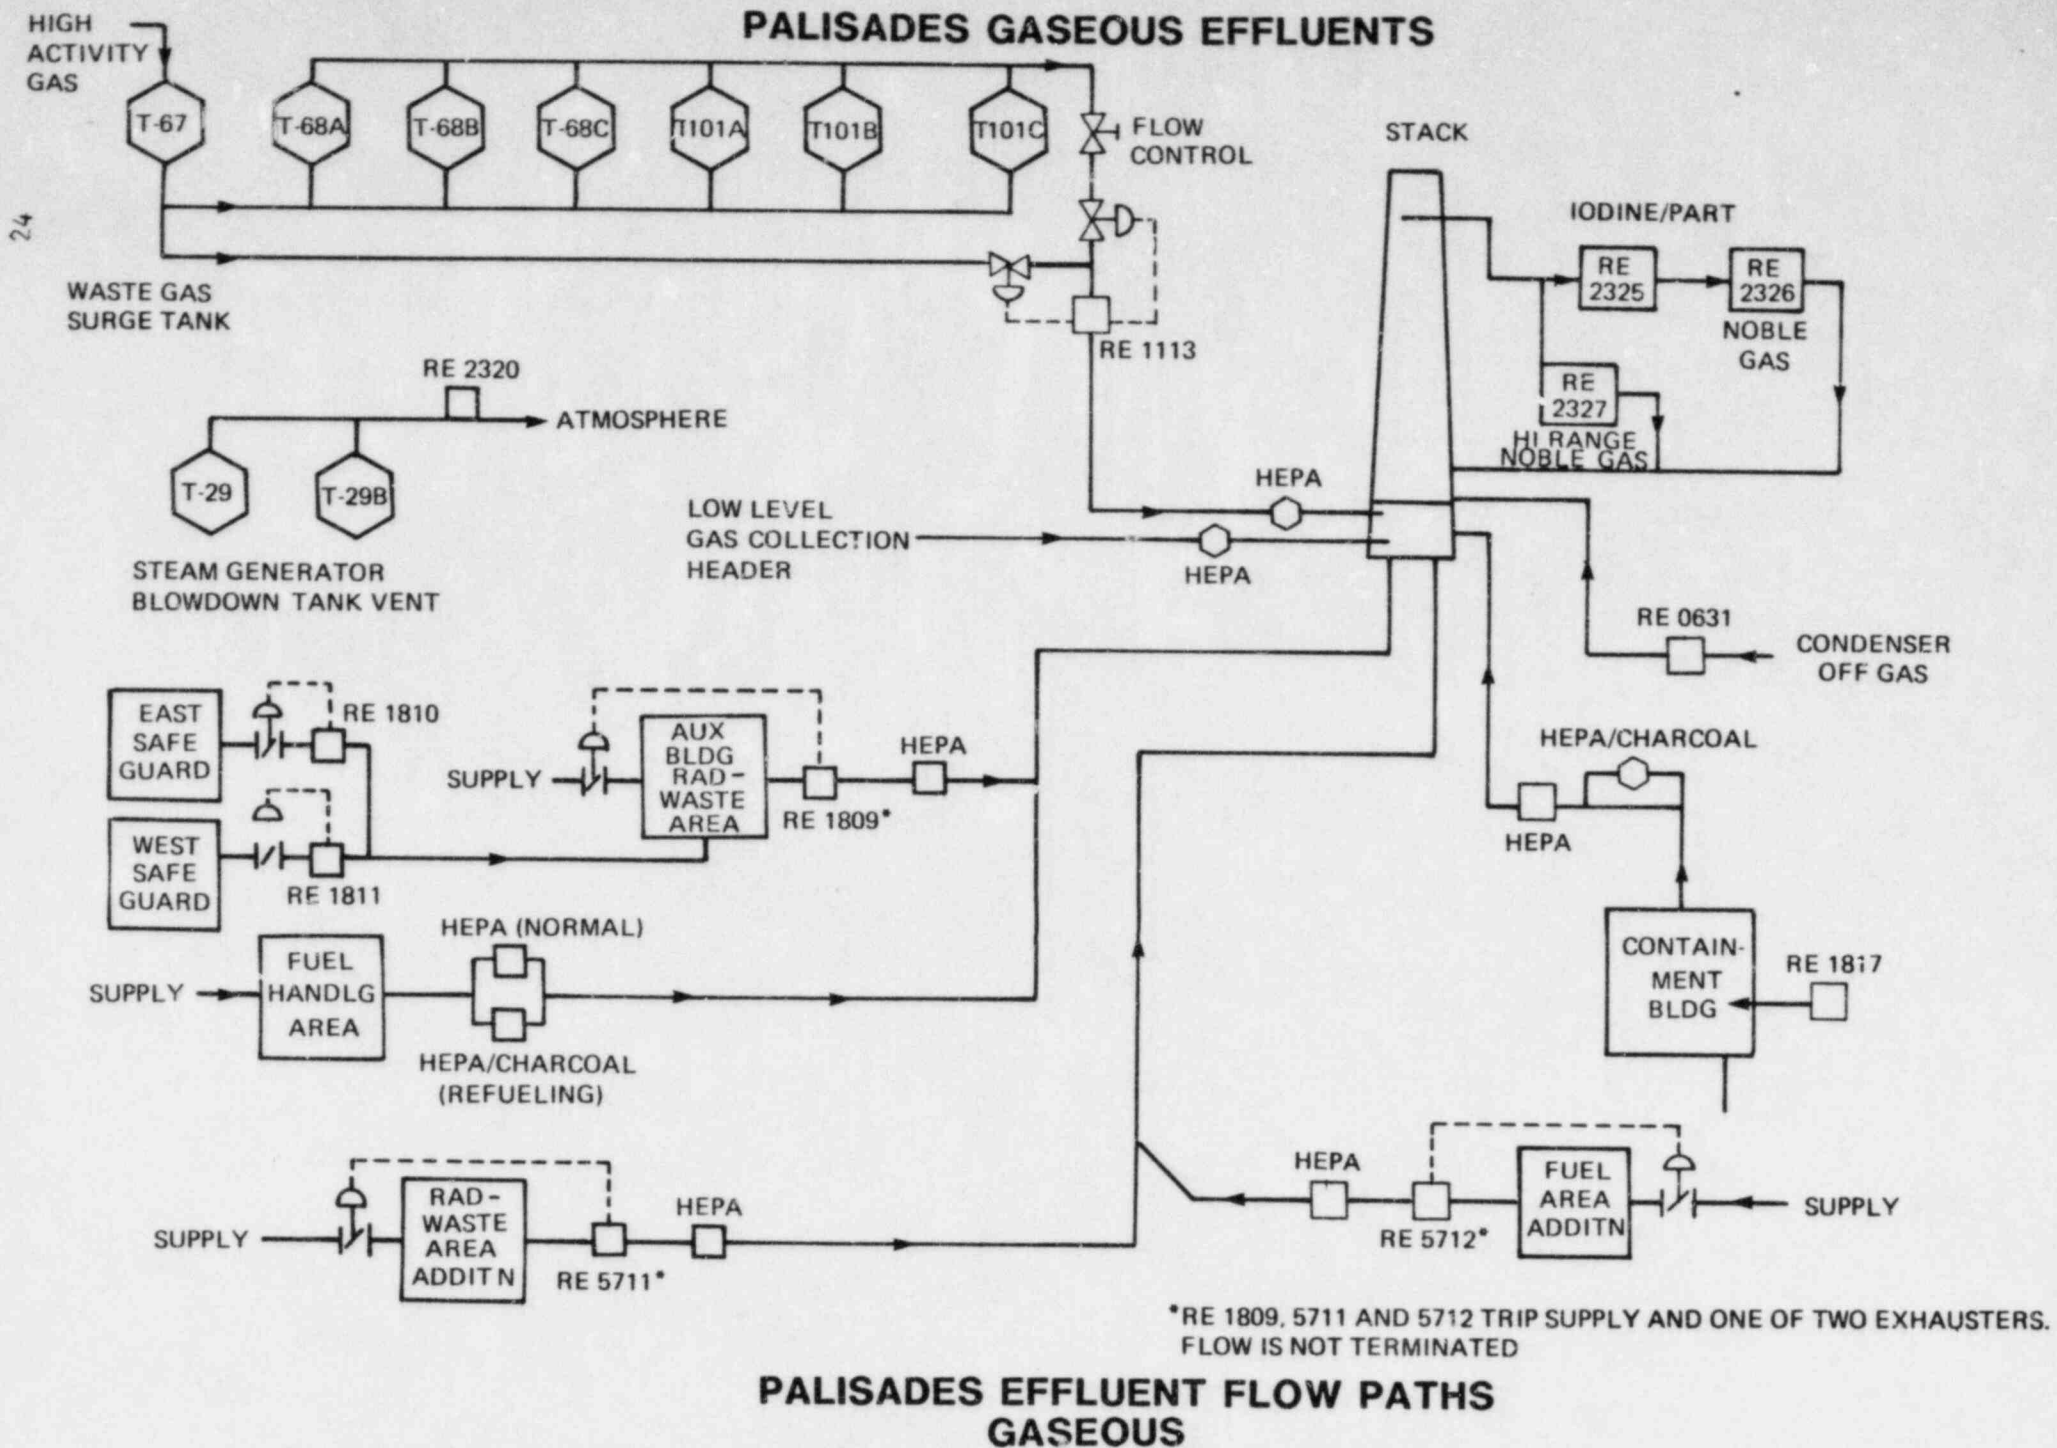 PALISADES GASEOUS EFFLUENTS
HIGH
ACTIVITY
GAS
T-67
T-68A
T-68B
T-68C
T101A
T101B
T101C
FLOW
CONTROL
STACK
24
IODINE/PART
RE
2325
RE
2326
NOBLE
GAS
WASTE GAS
SURGE TANK
RE 1113
RE 2320
ATMOSPHERE
RE
2327
HI RANGE
NOBLE GAS
T-29
T-29B
HEPA
LOW LEVEL
GAS COLLECTION
HEADER
HEPA
STEAM GENERATOR
BLOWDOWN TANK VENT
RE 0631
CONDENSER
OFF GAS
EAST
SAFE
GUARD
RE 1810
SUPPLY
AUX
BLDG
RAD-
WASTE
AREA
RE 1809*
HEPA
HEPA/CHARCOAL
HEPA
WEST
SAFE
GUARD
RE 1811
HEPA (NORMAL)
SUPPLY
FUEL
HANDLG
AREA
HEPA/CHARCOAL
(REFUELING)
CONTAIN-
MENT
BLDG
RE 1817
SUPPLY
RAD-
WASTE
AREA
ADDITN
RE 5711*
HEPA
HEPA
RE 5712*
FUEL
AREA
ADDITN
SUPPLY
*RE 1809, 5711 AND 5712 TRIP SUPPLY AND ONE OF TWO EXHAUSTERS.
FLOW IS NOT TERMINATED
PALISADES EFFLUENT FLOW PATHS
GASEOUS